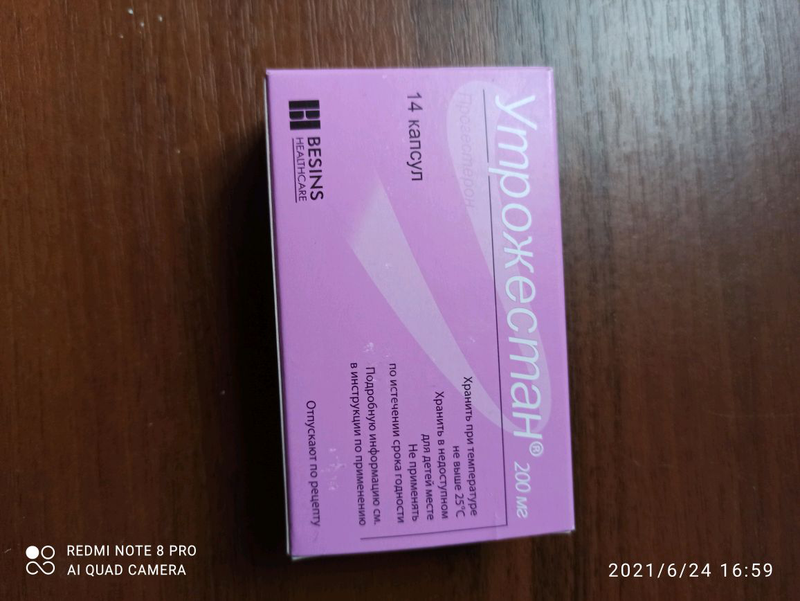 Утрожестан® 200 мг
Прогестерон
14 капсул
Хранить при температуре
не выше 25°С
Хранить в недоступном
для детей месте
Не применять
по истечении срока годности
Подробную информацию см.
в инструкции по применению
BESINS
HEALTHCARE
Отпускают по рецепту
REDMI NOTE 8 PRO
AI QUAD CAMERA
2021/6/24 16:59